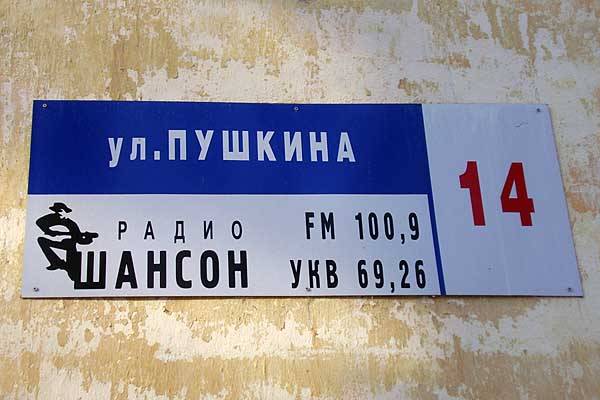 ул.ПУШКИНА
14
РАДИО FM 100,9
ШАНСОН УКВ 69,26